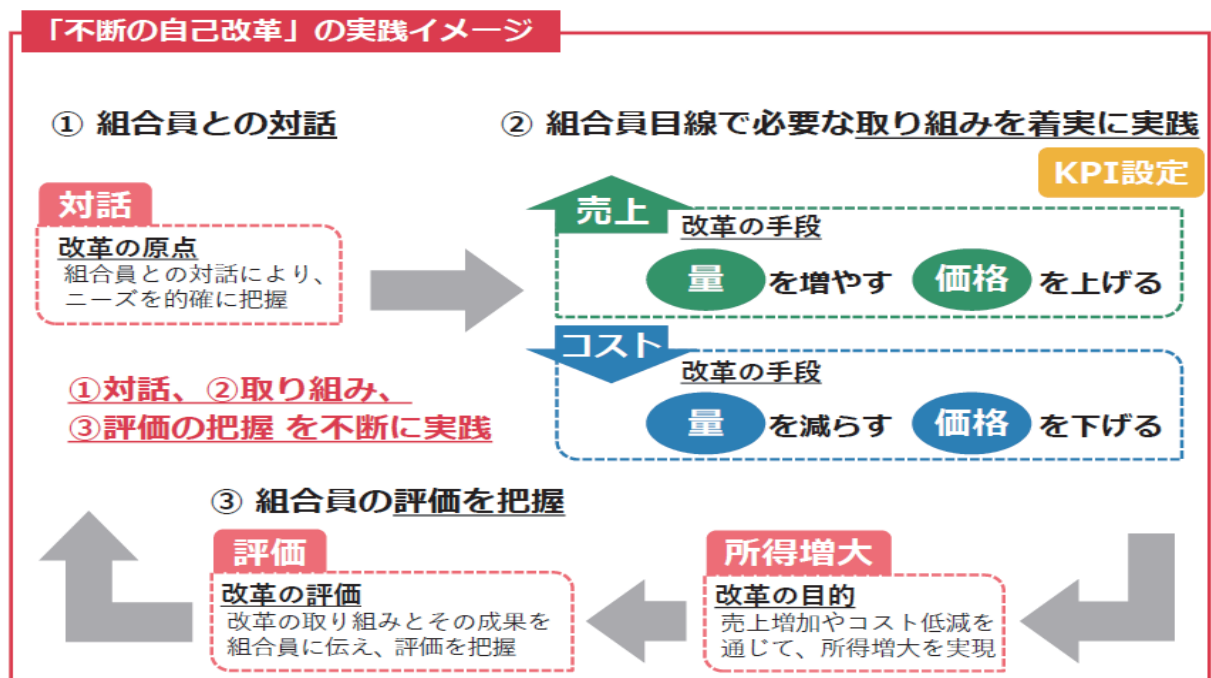 「不断の自己改革」の実践イメージ
① 組合員との対話
② 組合員目線で必要な取り組みを着実に実践
KPI設定
対話
改革の原点
組合員との対話により、
ニーズを的確に把握
売上
改革の手段
量 を増やす 価格 を上げる
コスト
改革の手段
量 を減らす 価格 を下げる
①対話、②取り組み、
③評価の把握 を不断に実践
③ 組合員の評価を把握
評価
改革の評価
改革の取り組みとその成果を
組合員に伝え、評価を把握
所得増大
改革の目的
売上増加やコスト低減を
通じて、所得増大を実現